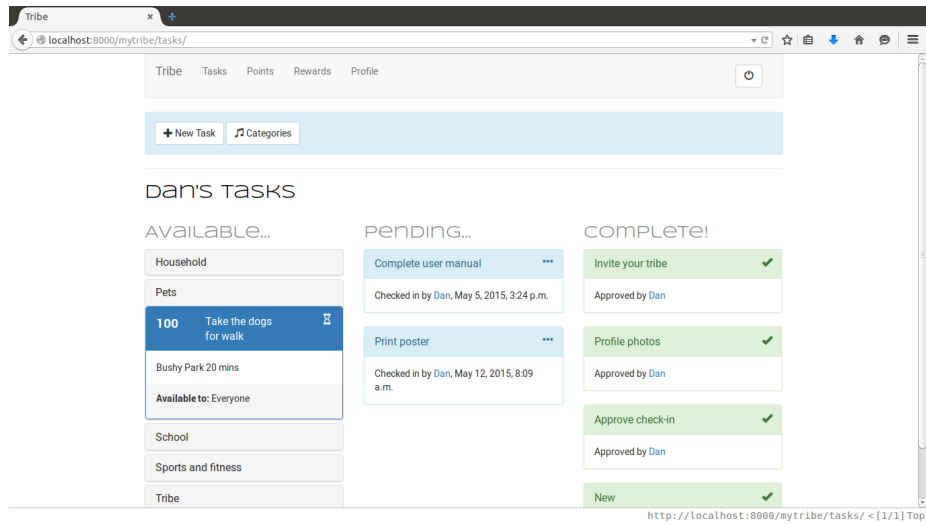 Tribe
localhost:8000/mytribe/tasks/
Tribe Tasks Points Rewards Profile
New Task Categories
Dan's Tasks
Available...
Household
Pets
100 Take the dogs
for walk
Bushy Park 20 mins
Available to: Everyone
School
Sports and fitness
Tribe
Pending...
Complete user manual
Checked in by Dan, May 5, 2015, 3:24 p.m.
Print poster
Checked in by Dan, May 12, 2015, 8:09
a.m.
Complete!
Invite your tribe
Approved by Dan
Profile photos
Approved by Dan
Approve check-in
Approved by Dan
New
http://localhost:8000/mytribe/tasks/ <[1/1] Top